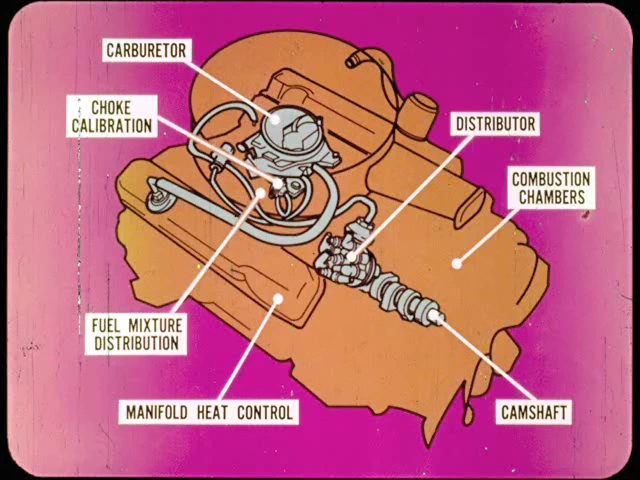 CARBURETOR
CHOKE
CALIBRATION
DISTRIBUTOR
COMBUSTION
CHAMBERS
FUEL MIXTURE
DISTRIBUTION
MANIFOLD HEAT CONTROL
CAMSHAFT